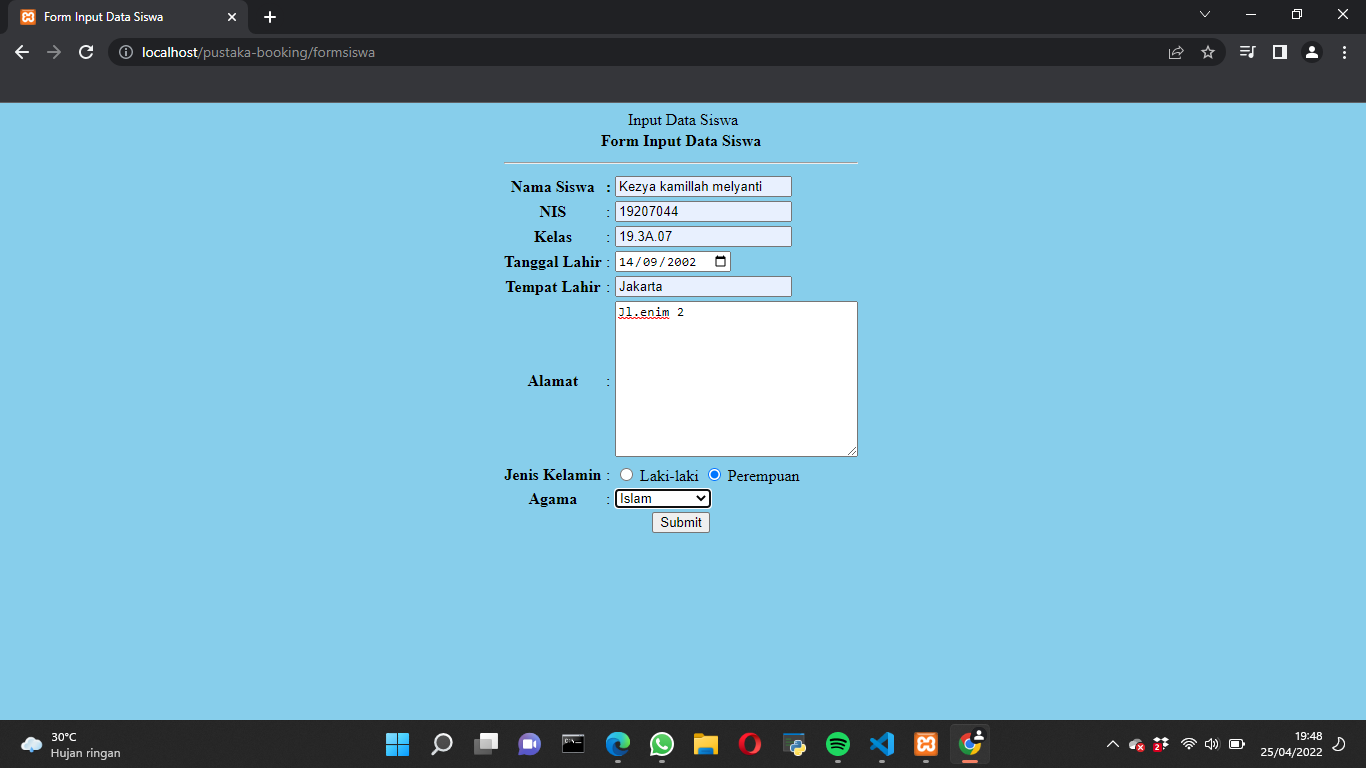 Form Input Data Siswa
localhost/pustaka-booking/formsiswa
Input Data Siswa
Form Input Data Siswa
Nama Siswa : Kezya kamillah melyanti
NIS : 19207044
Kelas : 19.3A.07
Tanggal Lahir : 14/09/2002
Tempat Lahir : Jakarta
Alamat : Jl.enim 2
Jenis Kelamin : Laki-laki Perempuan
Agama : Islam
Submit
30°C
Hujan ringan
2
19:48
25/04/2022